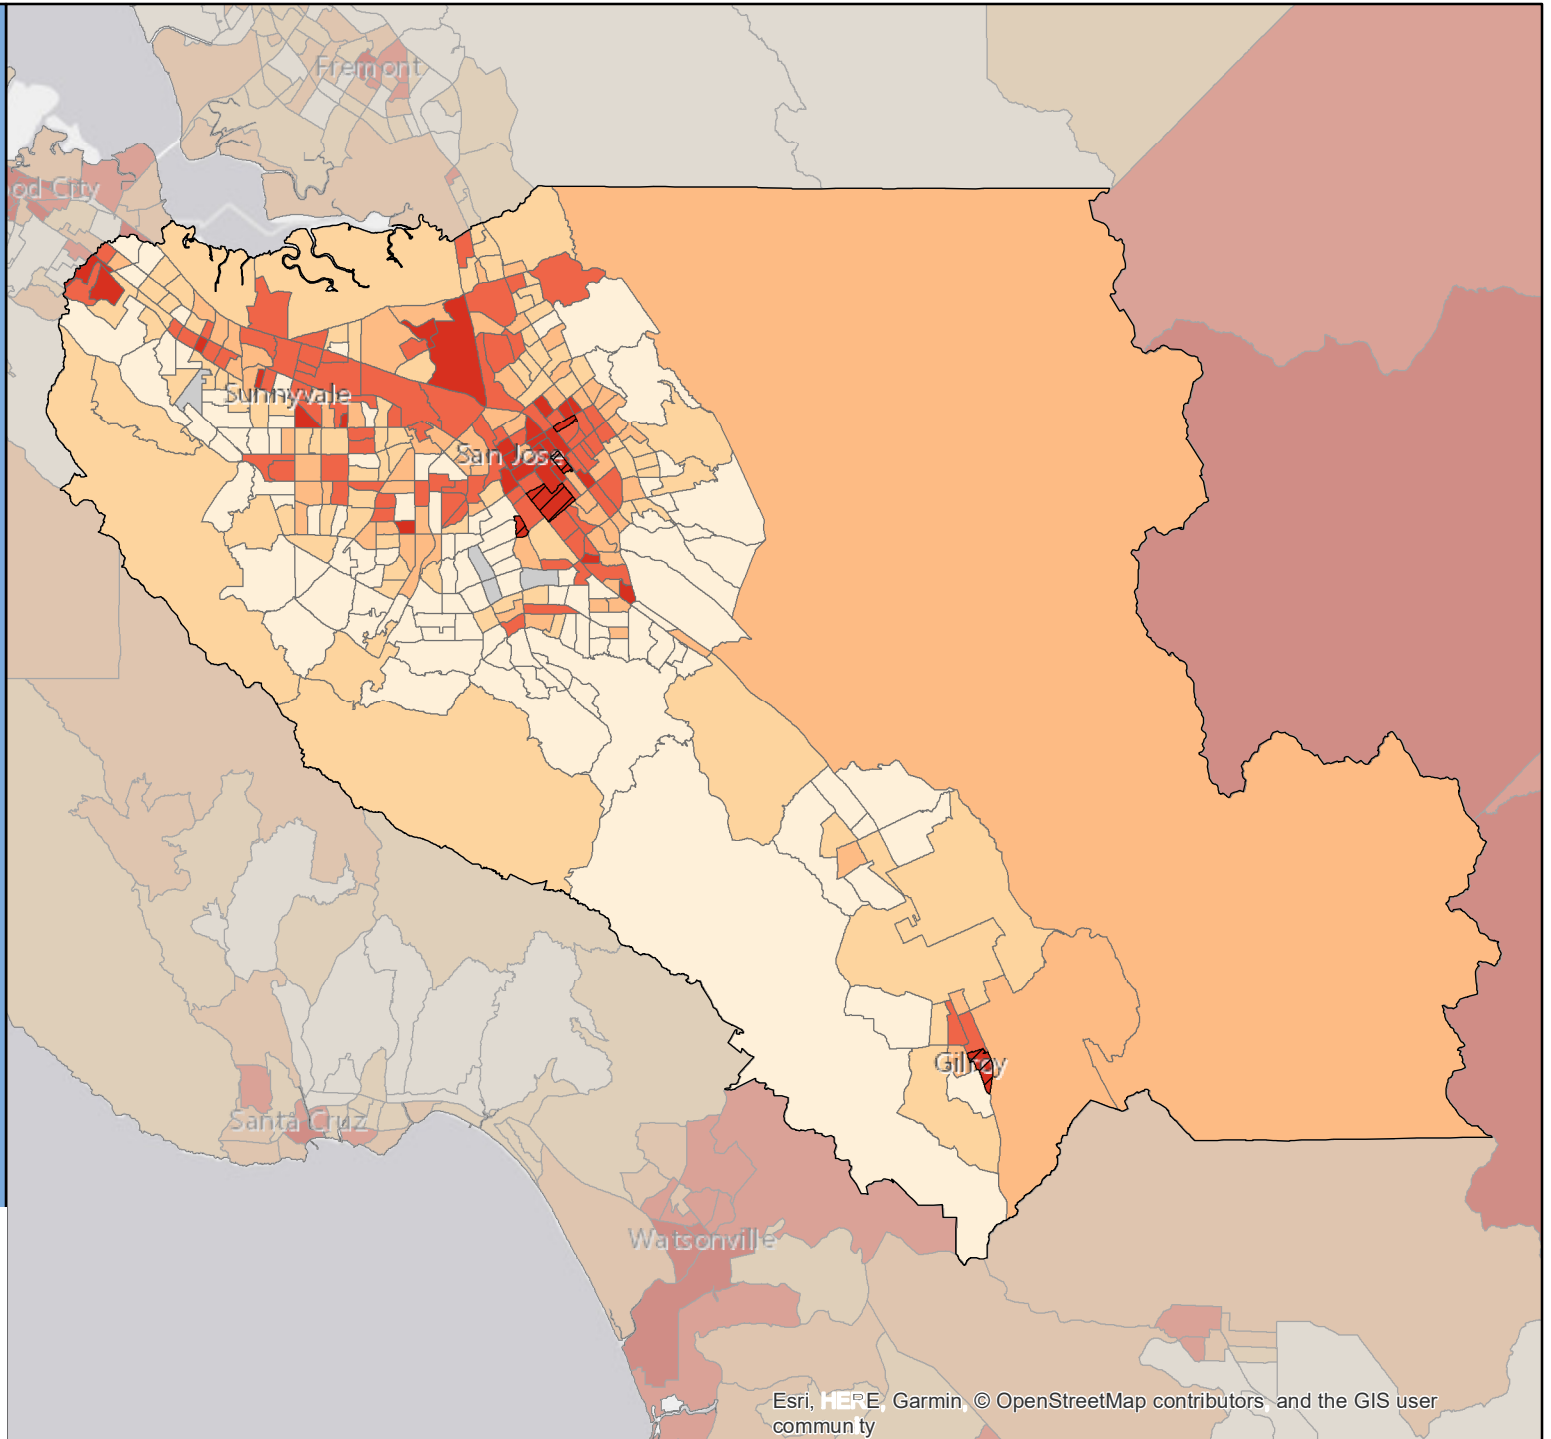 Fremont
ood City
Sunnyvale
San Jose
Gilroy
Santa Cruz
Watsonville
Esri, HERE, Garmin, © OpenStreetMap contributors, and the GIS user
community